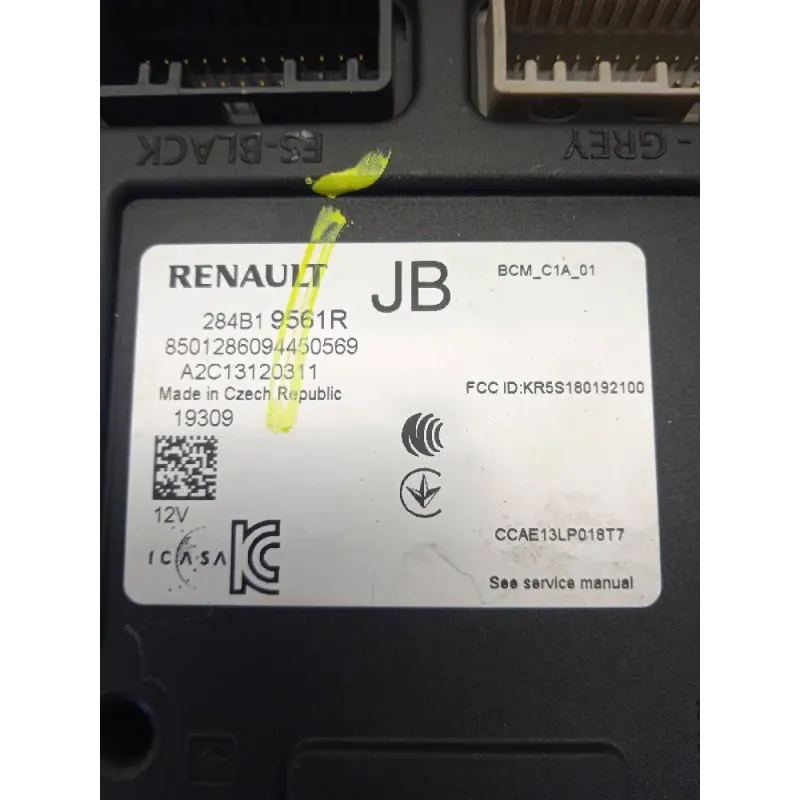 ES-BLACK
- GREY
RENAULT
JB
BCM_C1A_01
284B1 9561R
8501286094450569
A2C13120311
Made in Czech Republic
19309
FCC ID:KR5S180192100
12V
ICASA
CCAE13LP018T7
See service manual